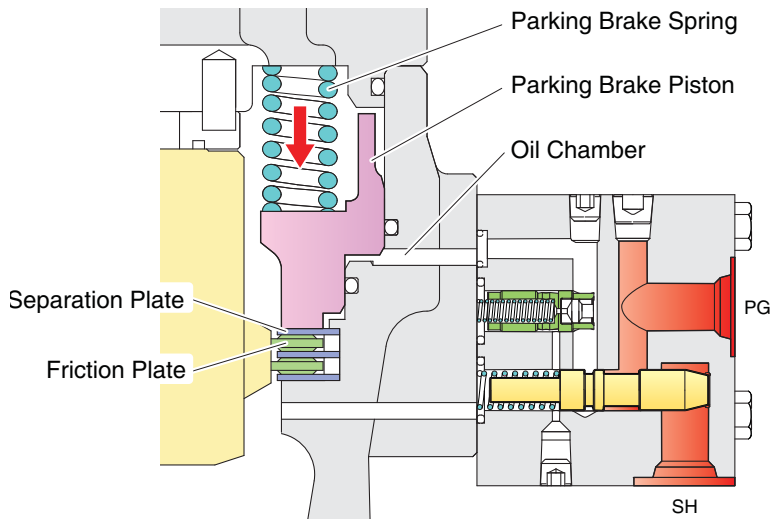 Parking Brake Spring
Parking Brake Piston
Oil Chamber
Separation Plate
Friction Plate
PG
SH